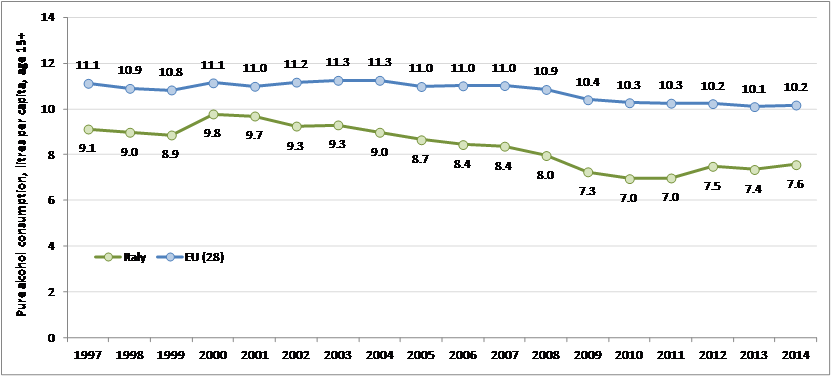 14
12
10
8
6
4
2
0
Pure alcohol consumption, litres per capita, age 15+
11.1 10.9 10.8 11.1 11.0 11.2 11.3 11.3 11.0 11.0 11.0 10.9 10.4 10.3 10.3 10.2 10.1 10.2
9.1 9.0 8.9 9.8 9.7 9.3 9.3 9.0 8.7 8.4 8.4 8.0 7.3 7.0 7.0 7.5 7.4 7.6
Italy EU (28)
1997 1998 1999 2000 2001 2002 2003 2004 2005 2006 2007 2008 2009 2010 2011 2012 2013 2014